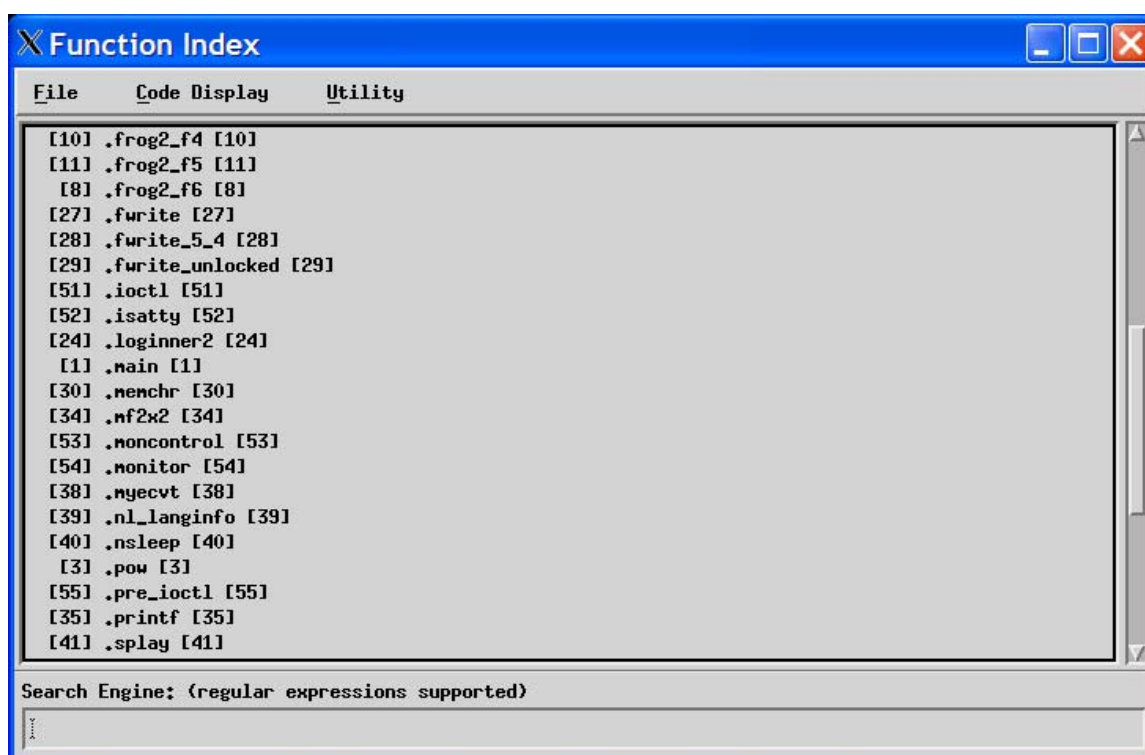 Function Index
File Code Display Utility
[10] .frog2_f4 [10]
[11] .frog2_f5 [11]
[8] .frog2_f6 [8]
[27] .fwrite [27]
[28] .fwrite_5_4 [28]
[29] .fwrite_unlocked [29]
[51] .ioctl [51]
[52] .isatty [52]
[24] .loginner2 [24]
[1] .main [1]
[30] .memchr [30]
[34] .mf2x2 [34]
[53] .moncontrol [53]
[54] .monitor [54]
[38] .myecvt [38]
[39] .nl_langinfo [39]
[40] .nsleep [40]
[3] .pow [3]
[55] .pre_ioctl [55]
[35] .printf [35]
[41] .splay [41]
Search Engine: (regular expressions supported)